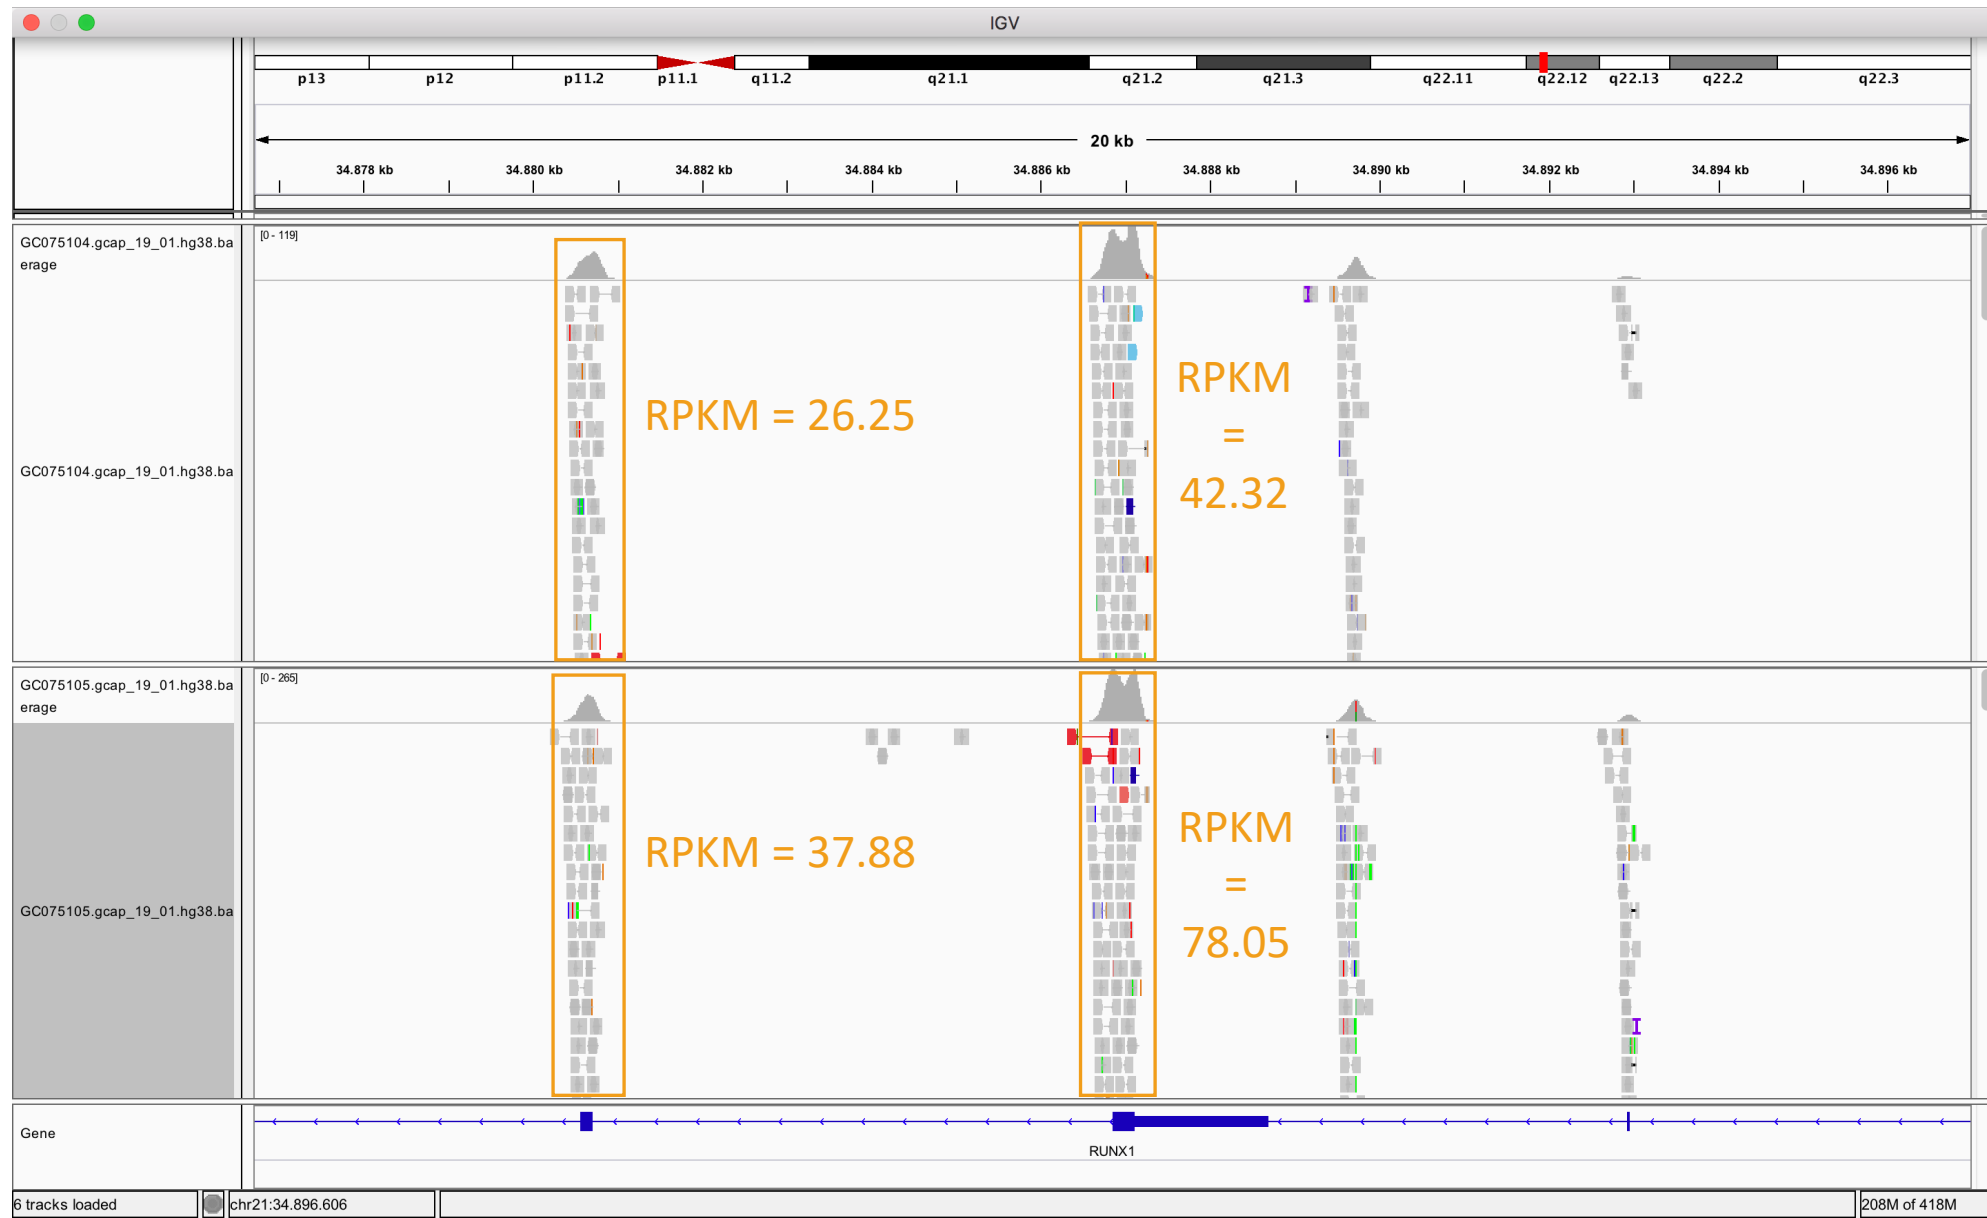 IGV
p13 p12 p11.2 p11.1 q11.2 q21.1 q21.2 q21.3 q22.11 q22.12 q22.13 q22.2 q22.3
20 kb
34.878 kb 34.880 kb 34.882 kb 34.884 kb 34.886 kb 34.888 kb 34.890 kb 34.892 kb 34.894 kb 34.896 kb
GC075104.gcap_19_01.hg38.ba
erage
[0 - 119]
GC075104.gcap_19_01.hg38.ba
RPKM = 26.25
RPKM
=
42.32
GC075105.gcap_19_01.hg38.ba
erage
[0 - 265]
GC075105.gcap_19_01.hg38.ba
RPKM = 37.88
RPKM
=
78.05
Gene
RUNX1
6 tracks loaded chr21:34.896.606 208M of 418M